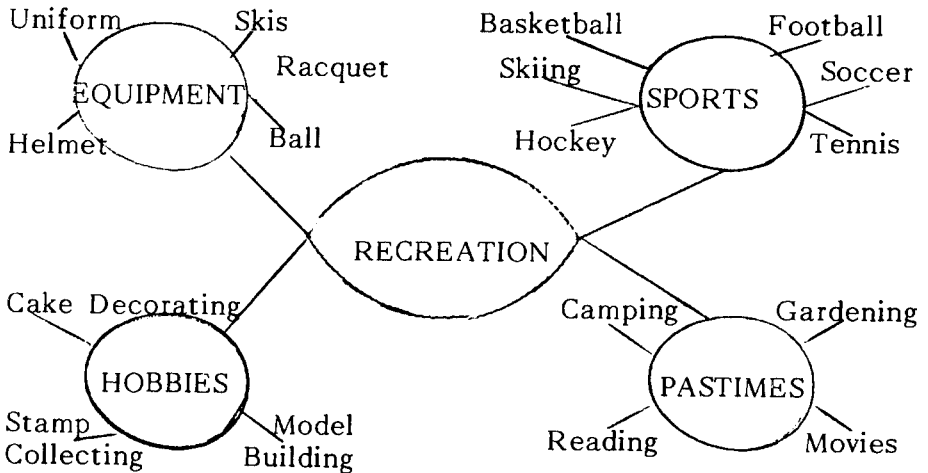 Uniform
Skis
Racquet
EQUIPMENT
Helmet
Ball
Basketball
Football
Skiing
Soccer
SPORTS
Hockey
Tennis
RECREATION
Cake Decorating
HOBBIES
Stamp
Collecting
Model
Building
Camping
Gardening
PASTIMES
Reading
Movies